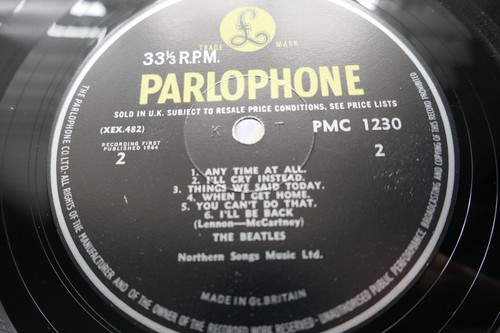 TRADE MARK
£
33⅓ R.P.M.
PARLOPHONE
SOLD IN U.K. SUBJECT TO RESALE PRICE CONDITIONS, SEE PRICE LISTS
(XEX.482)
K
PMC 1230
RECORDING FIRST
PUBLISHED 1964
2
2
1. ANY TIME AT ALL.
2. I'LL CRY INSTEAD.
3. THINGS WE SAID TODAY.
4. WHEN I GET HOME.
5. YOU CAN'T DO THAT.
6. I'LL BE BACK
(Lennon—McCartney)
THE BEATLES
Northern Songs Music Ltd.
MADE IN Gt. BRITAIN
THE PARLOPHONE CO. LTD.—ALL RIGHTS OF THE MANUFACTURER AND OF THE OWNER OF THE RECORDED WORK RESERVED—UNAUTHORISED PUBLIC PERFORMANCE BROADCASTING AND COPYING OF THIS RECORD PROHIBITED